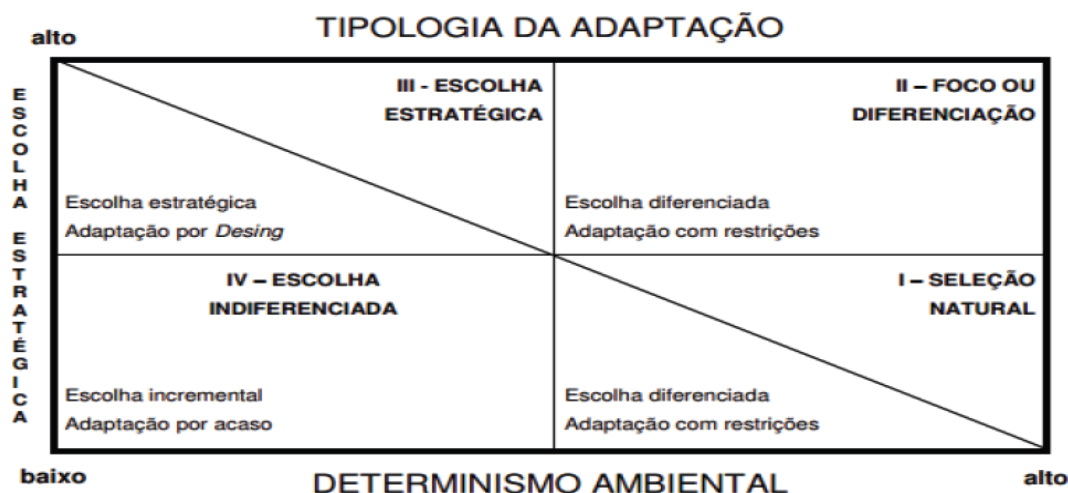 TIPOLOGIA DA ADAPTAÇÃO
alto
ESCOLHA ESTRATÉGICA
III - ESCOLHA
ESTRATÉGICA
Escolha estratégica
Adaptação por Desing
II – FOCO OU
DIFERENCIAÇÃO
Escolha diferenciada
Adaptação com restrições
IV – ESCOLHA
INDIFERENCIADA
Escolha incremental
Adaptação por acaso
I – SELEÇÃO
NATURAL
Escolha diferenciada
Adaptação com restrições
baixo
DETERMINISMO AMBIENTAL
alto